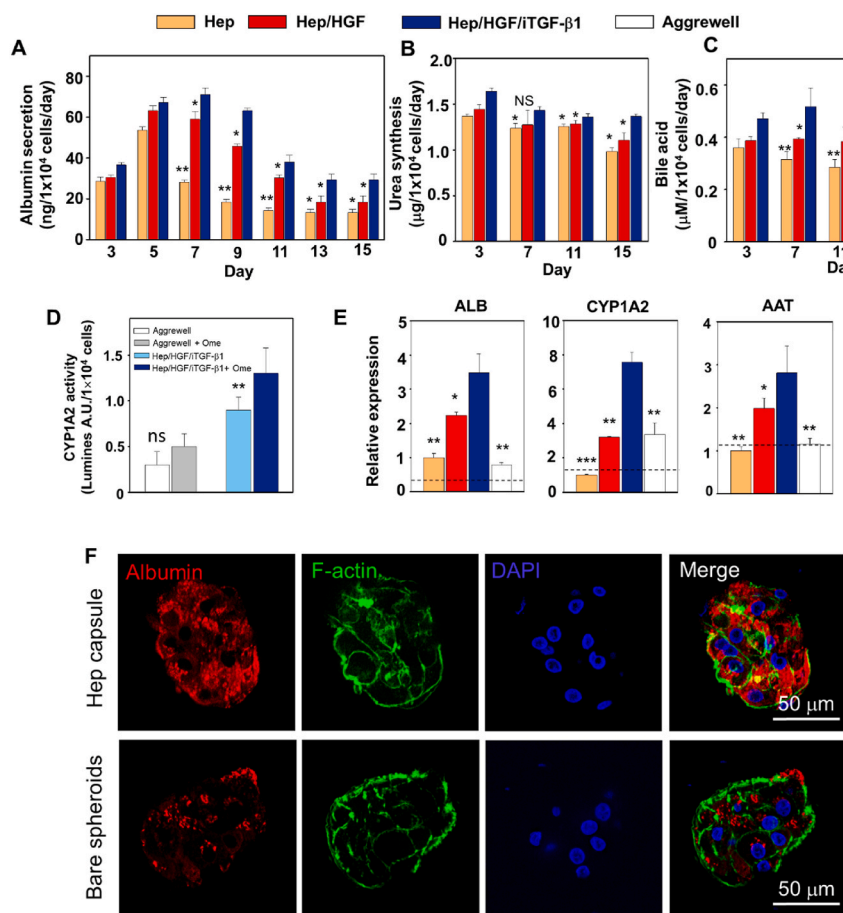 Hep Hep/HGF Hep/HGF/iTGF-β1 Aggrewell
A
Albumin secretion
(ng/1x10⁴ cells/day)
80
60
40
20
0
** * ** * ** * * * * *
3 5 7 9 11 13 15
Day
B
Urea synthesis
(µg/1x10⁴ cells/day)
2.0
1.5
1.0
0.5
0.0
* NS * * * *
3 7 11 15
Day
C
Bile acid
(µM/1x10⁴ cells/day)
0.6
0.4
0.2
0
** * **
3 7 11
Da
D
CYP1A2 activity
(Lumines A.U./1×10⁴ cells)
1.5
1.0
0.5
0
Aggrewell
Aggrewell + Ome
Hep/HGF/iTGF-β1
Hep/HGF/iTGF-β1+ Ome
ns **
E
Relative expression
ALB
5
4
3
2
1
0
** * **
CYP1A2
10
8
6
4
2
0
*** ** **
AAT
4
3
2
1
0
** * **
F
Albumin F-actin DAPI Merge
Hep capsule
50 µm
Bare spheroids
50 µm